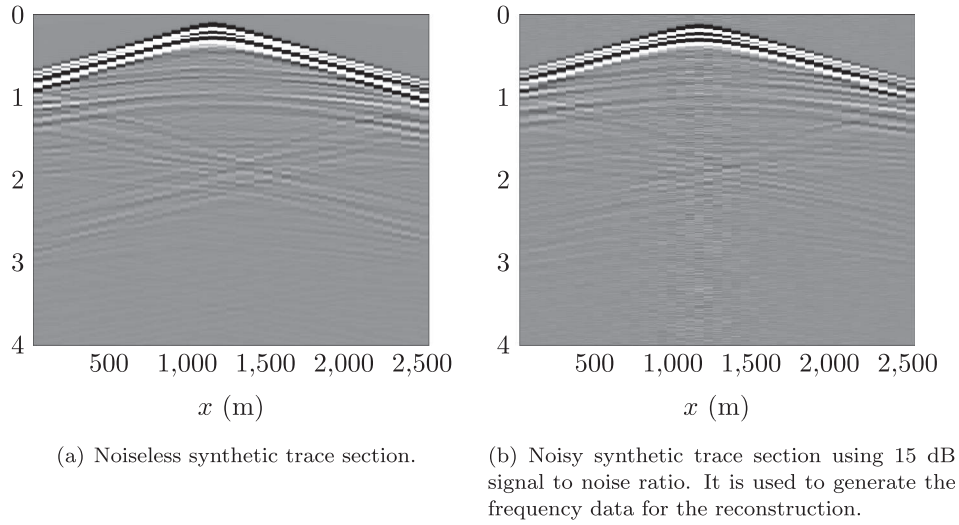 0
1
2
3
4
500 1,000 1,500 2,000 2,500
x (m)
(a) Noiseless synthetic trace section.
0
1
2
3
4
500 1,000 1,500 2,000 2,500
x (m)
(b) Noisy synthetic trace section using 15 dB
signal to noise ratio. It is used to generate the
frequency data for the reconstruction.